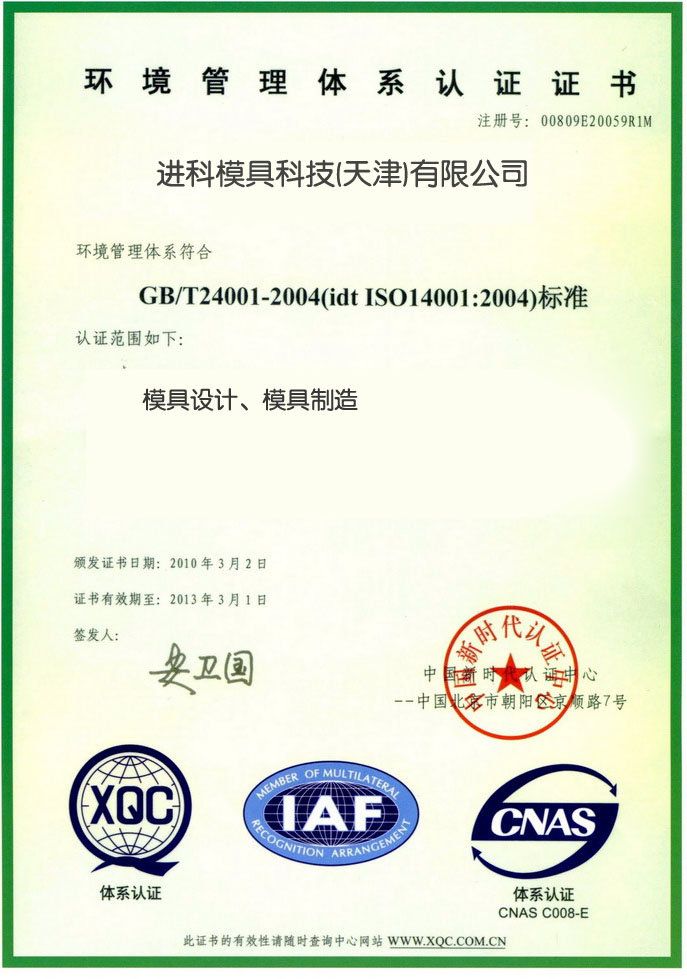 环境管理体系认证证书
注册号：00809E20059R1M
进科模具科技(天津)有限公司
环境管理体系符合
GB/T24001-2004(idt ISO14001:2004)标准
认证范围如下：
模具设计、模具制造
颁发证书日期：2010年3月2日
证书有效期至：2013年3月1日
签发人：
安卫国
中国新时代认证中心
中国新时代认证中心
--中国北京市朝阳区京顺路7号
XQC
体系认证
MEMBER OF MULTILATERAL
IAF
RECOGNITION ARRANGEMENT
CNAS
体系认证
CNAS C008-E
此证书的有效性请随时查询中心网站 WWW.XQC.COM.CN